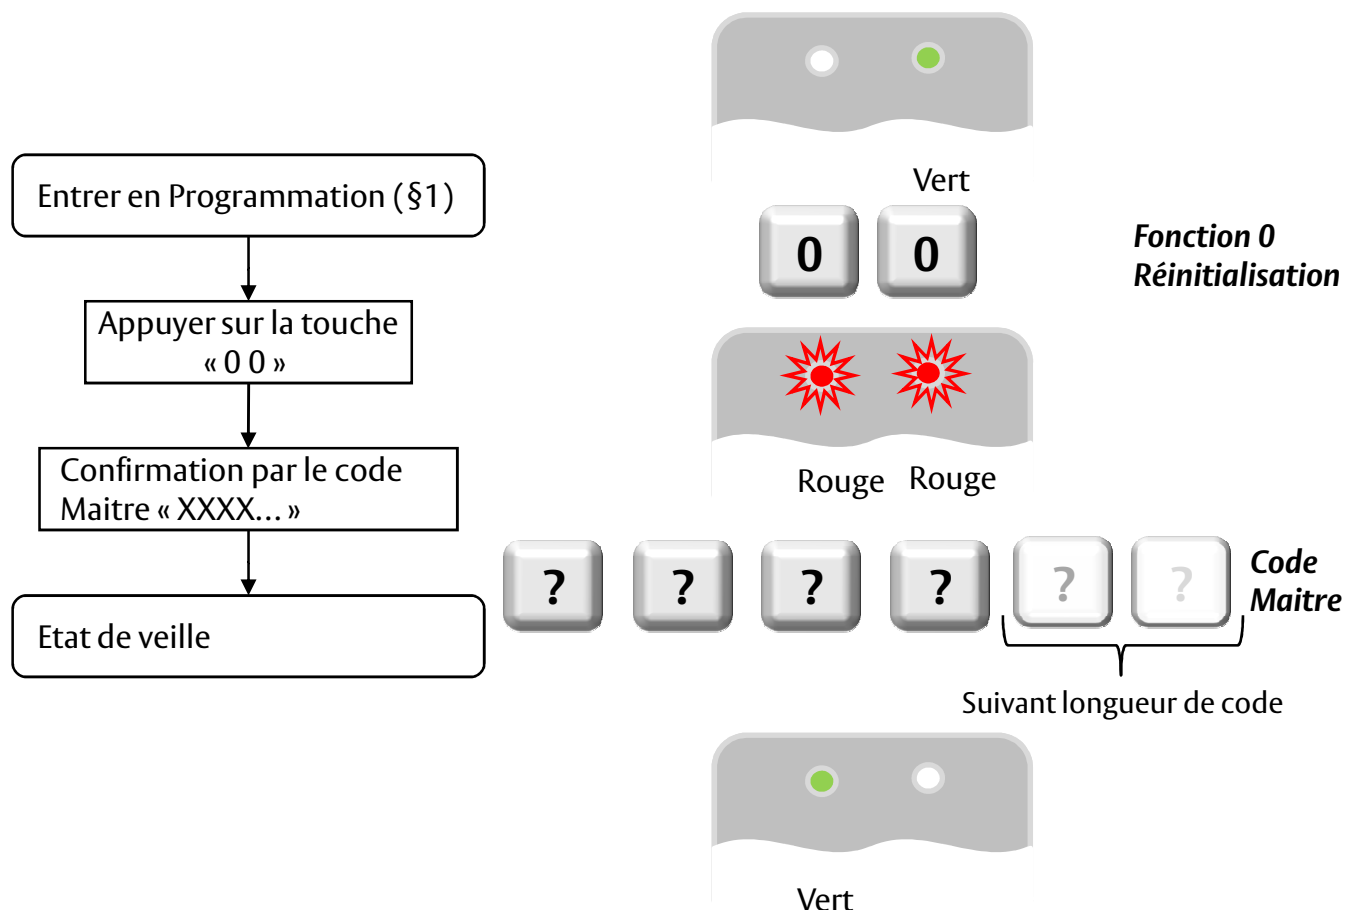 Vert
Entrer en Programmation (§1)
0 0
Fonction 0
Réinitialisation
Appuyer sur la touche
« 0 0 »
Confirmation par le code
Maitre « XXXX... »
Rouge Rouge
? ? ? ? ? ?
Code
Maitre
Etat de veille
Suivant longueur de code
Vert